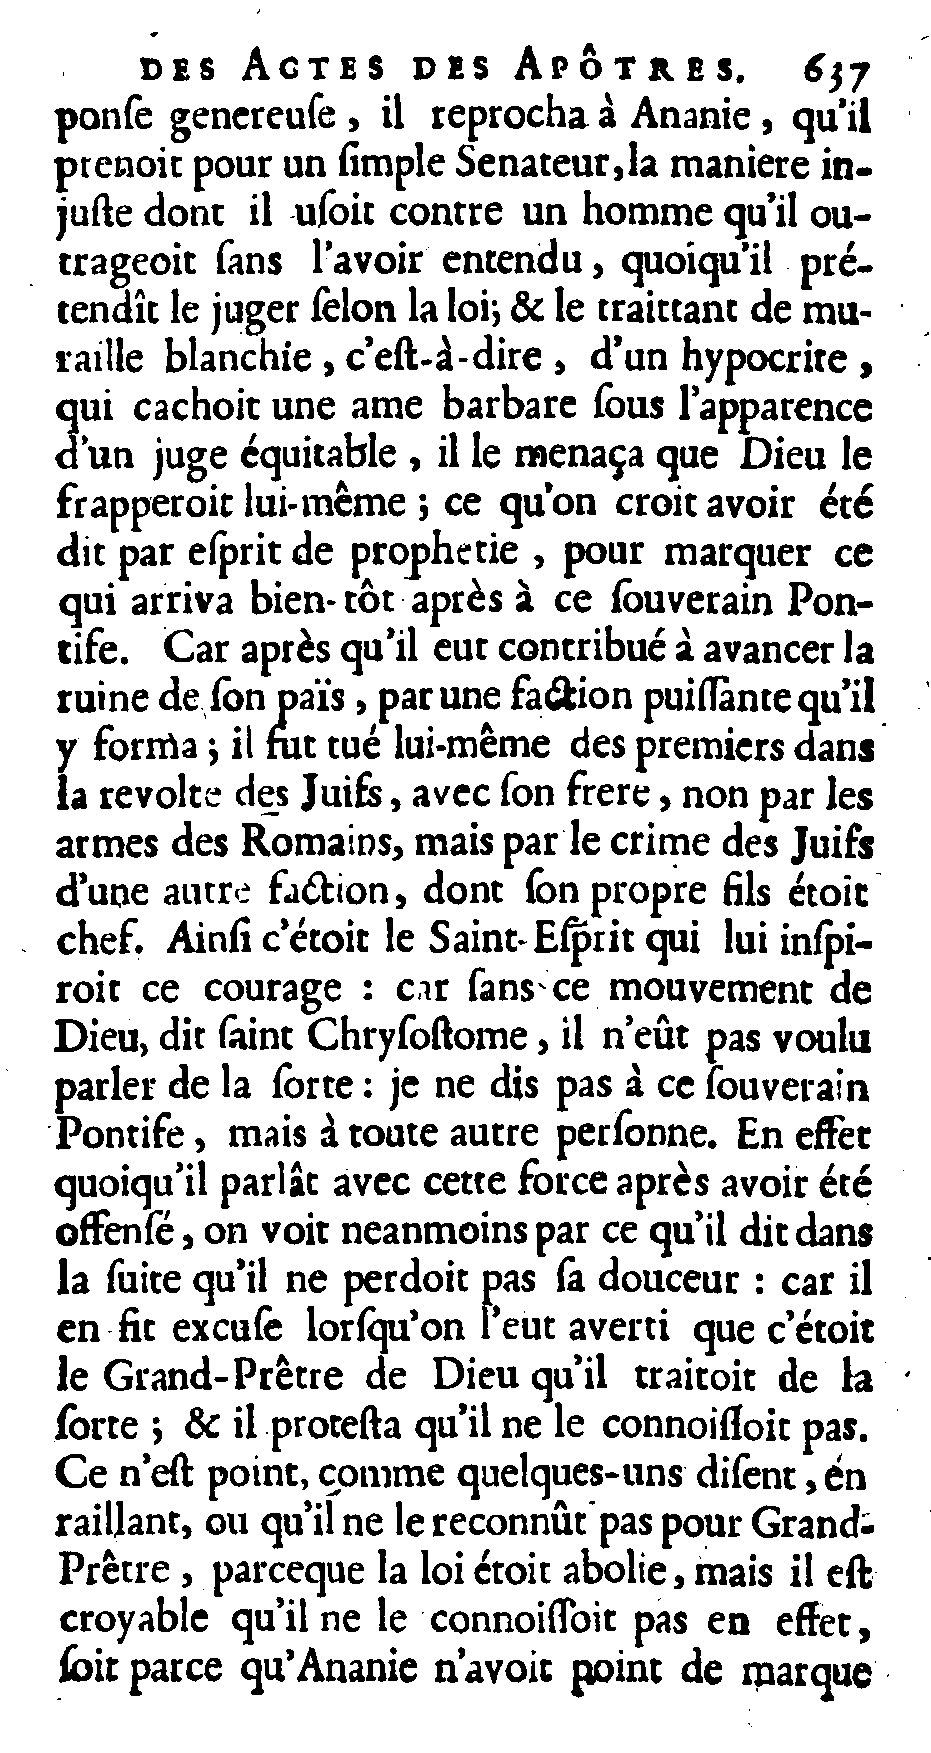 DES ACTES DES APÔTRES. 637
ponſe genereuſe, il reprocha à Ananie, qu'il
prenoit pour un ſimple Senateur, la maniere in-
juſte dont il uſoit contre un homme qu'il ou-
trageoit ſans l'avoir entendu, quoiqu'il pré-
tendît le juger ſelon la loi; & le traittant de mu-
raille blanchie, c'eſt-à-dire, d'un hypocrite,
qui cachoit une ame barbare ſous l'apparence
d'un juge équitable, il le menaça que Dieu le
frapperoit lui-même; ce qu'on croit avoir été
dit par eſprit de prophetie, pour marquer ce
qui arriva bien-tôt après à ce ſouverain Pon-
tife. Car après qu'il eut contribué à avancer la
ruine de ſon païs, par une faction puiſſante qu'il
y forma; il fut tué lui-même des premiers dans
la revolte des Juifs, avec ſon frere, non par les
armes des Romains, mais par le crime des Juifs
d'une autre faction, dont ſon propre fils étoit
chef. Ainſi c'étoit le Saint-Eſprit qui lui inſpi-
roit ce courage : car ſans ce mouvement de
Dieu, dit ſaint Chryſoſtome, il n'eût pas voulu
parler de la ſorte : je ne dis pas à ce ſouverain
Pontife, mais à toute autre perſonne. En effet
quoiqu'il parlât avec cette force après avoir été
offenſé, on voit neanmoins par ce qu'il dit dans
la ſuite qu'il ne perdoit pas ſa douceur : car il
en fit excuſe lorſqu'on l'eut averti que c'étoit
le Grand-Prêtre de Dieu qu'il traitoit de la
ſorte; & il proteſta qu'il ne le connoiſſoit pas.
Ce n'eſt point, comme quelques-uns diſent, en
raillant, ou qu'il ne le reconnût pas pour Grand-
Prêtre, parceque la loi étoit abolie, mais il eſt
croyable qu'il ne le connoiſſoit pas en effet,
ſoit parce qu'Ananie n'avoit point de marque